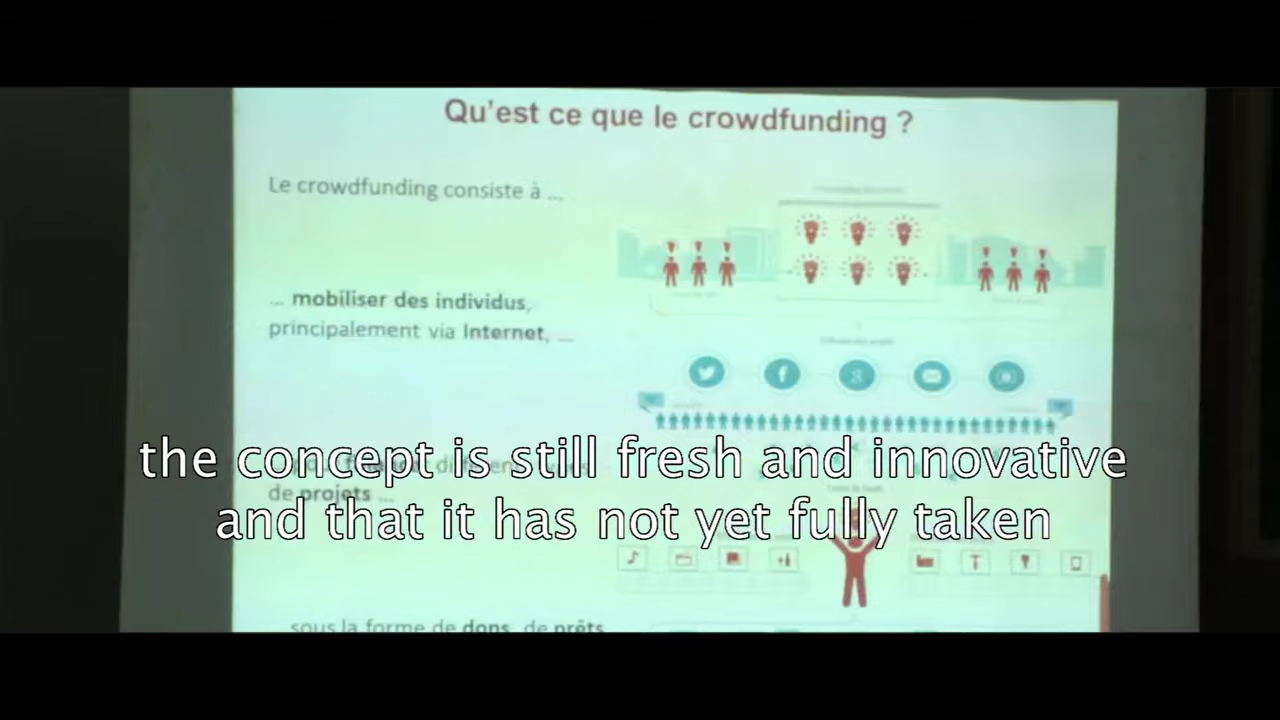 Qu'est ce que le crowdfunding ?
Le crowdfunding consiste à ...
... mobiliser des individus,
principalement via Internet, ...
the concept is still fresh and innovative
de projets ...
and that it has not yet fully taken
sous la forme de dons, de prêts